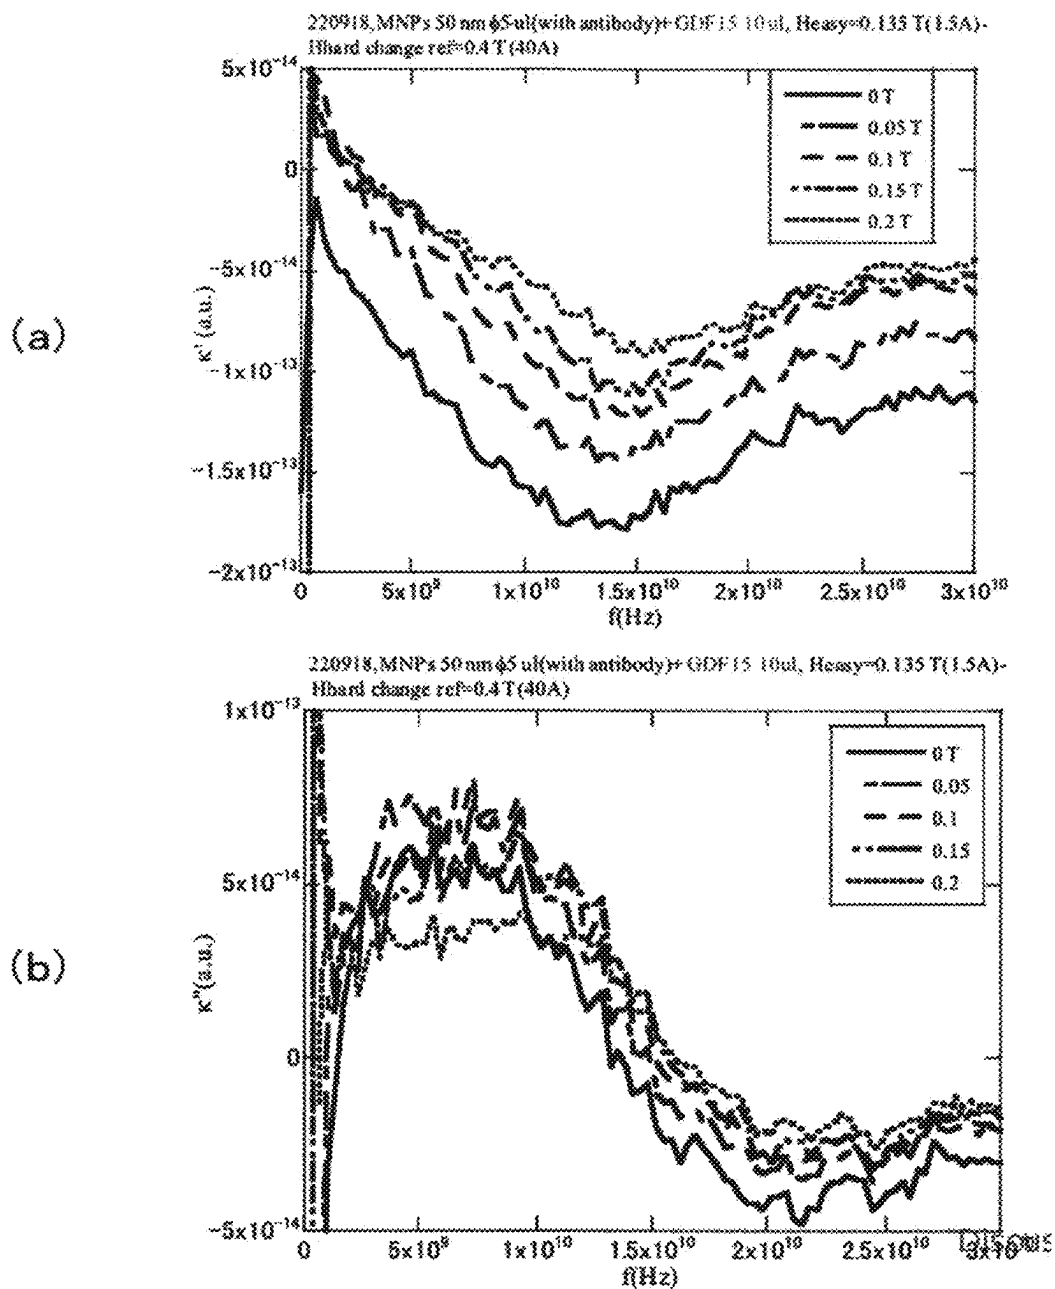 220918,MNPs 50 nm ϕ5 ul(with antibody)+ GDF15 10ul, Heasy=0.135 T(1.5A)-
Hhard change ref=0.4 T(40A)
5x10⁻¹⁴
0
−5x10⁻¹⁴
−1x10⁻¹³
−1.5x10⁻¹³
−2x10⁻¹³
κ' (a.u.)
(a)
0 T
0.05 T
0.1 T
0.15 T
0.2 T
0 5x10⁹ 1x10¹⁰ 1.5x10¹⁰ 2x10¹⁰ 2.5x10¹⁰ 3x10¹⁰
f(Hz)
220918,MNPs 50 nm ϕ5 ul(with antibody)+ GDF15 10ul, Heasy=0.135 T(1.5A)-
Hhard change ref=0.4 T(40A)
1x10⁻¹³
5x10⁻¹⁴
0
−5x10⁻¹⁴
κ"(a.u.)
(b)
0 T
0.05
0.1
0.15
0.2
0 5x10⁹ 1x10¹⁰ 1.5x10¹⁰ 2x10¹⁰ 2.5x10¹⁰ 3x10¹⁰
f(Hz)